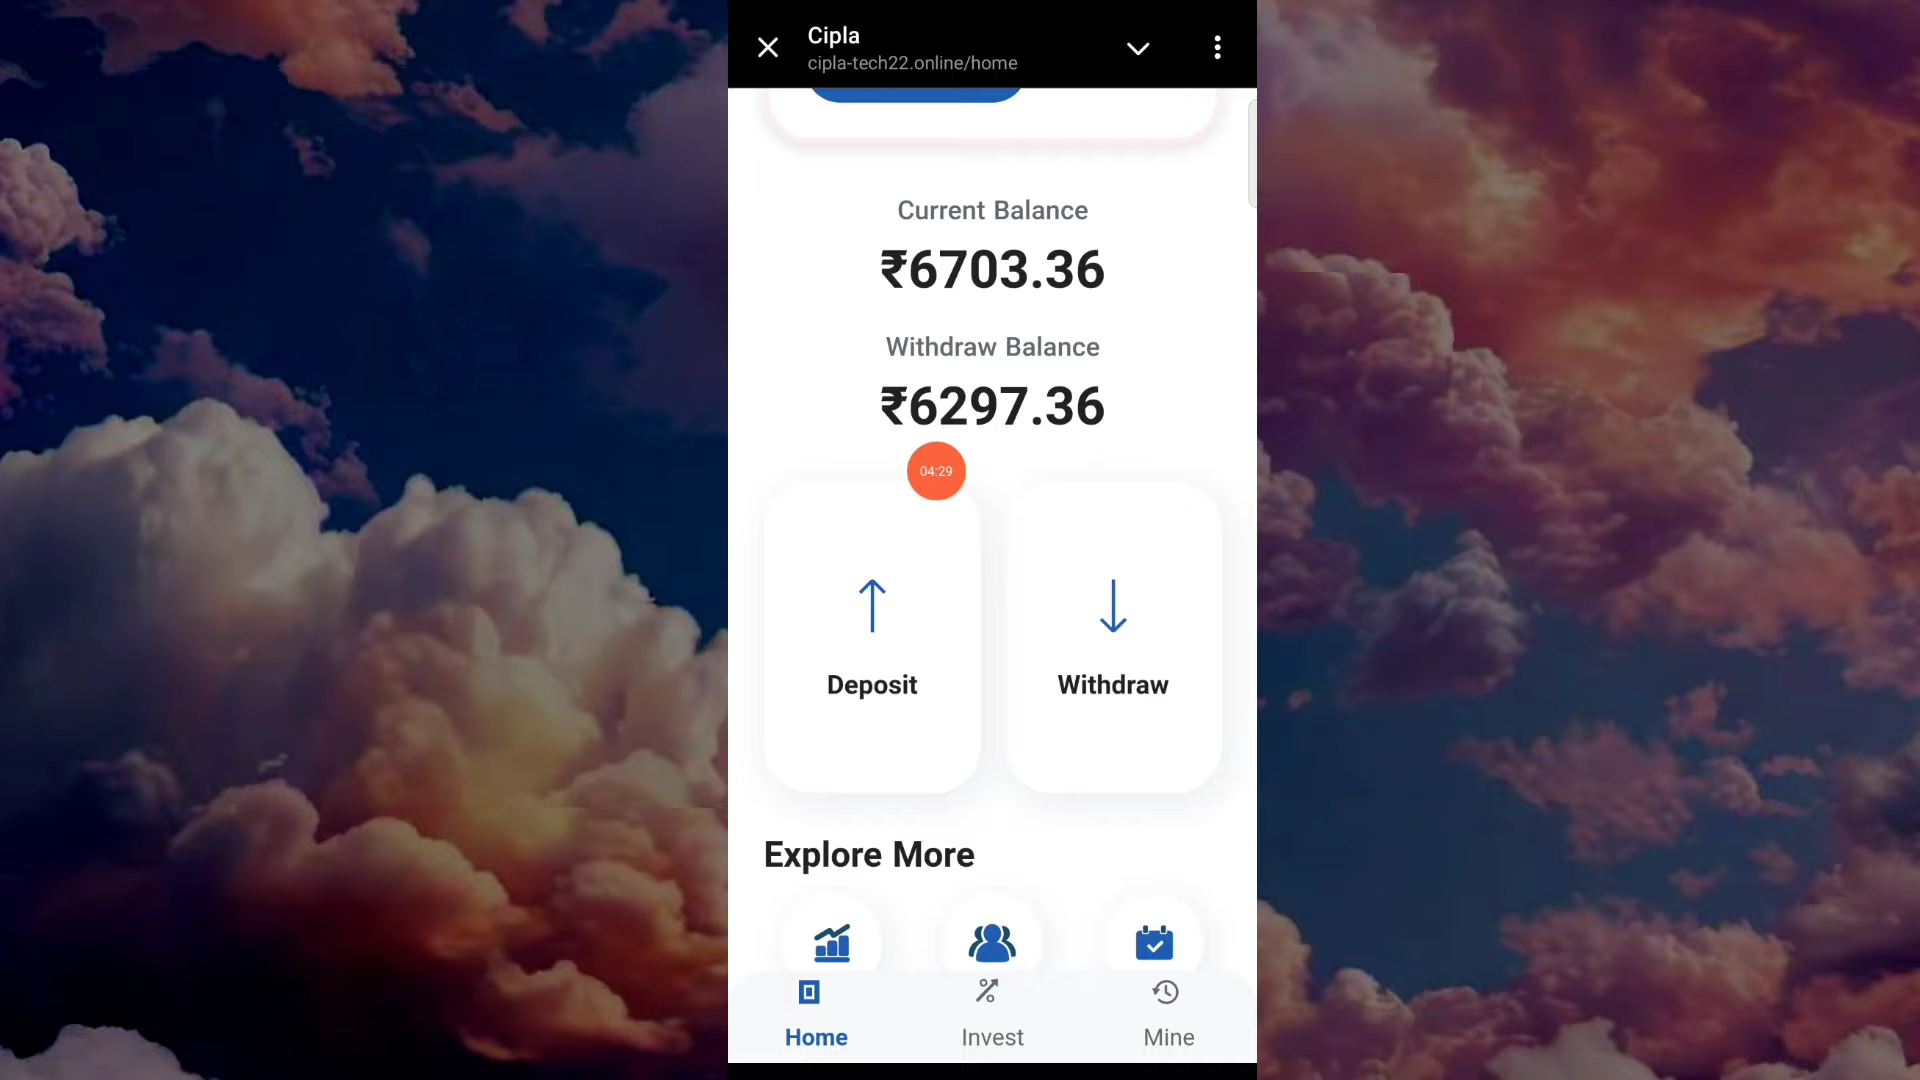 Cipla
cipla-tech22.online/home
Current Balance
₹6703.36
Withdraw Balance
₹6297.36
04:29
Deposit
Withdraw
Explore More
Home
Invest
Mine